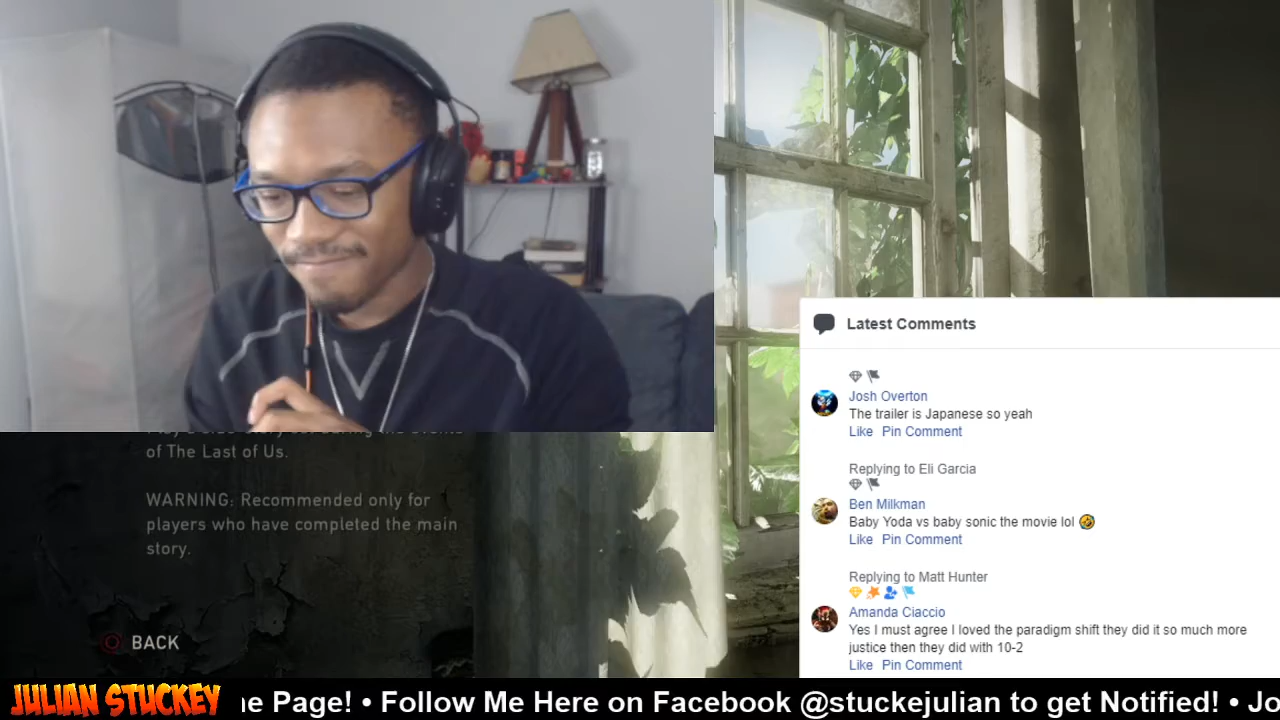 Latest Comments
Josh Overton
The trailer is Japanese so yeah
Like Pin Comment
Replying to Eli Garcia
Ben Milkman
Baby Yoda vs baby sonic the movie lol 🤣
Like Pin Comment
Replying to Matt Hunter
Amanda Ciaccio
Yes I must agree I loved the paradigm shift they did it so much more
justice then they did with 10-2
Like Pin Comment
of The Last of Us.
WARNING: Recommended only for
players who have completed the main
story.
BACK
JULIAN STUCKEY
ne Page! • Follow Me Here on Facebook @stuckejulian to get Notified! • Jo